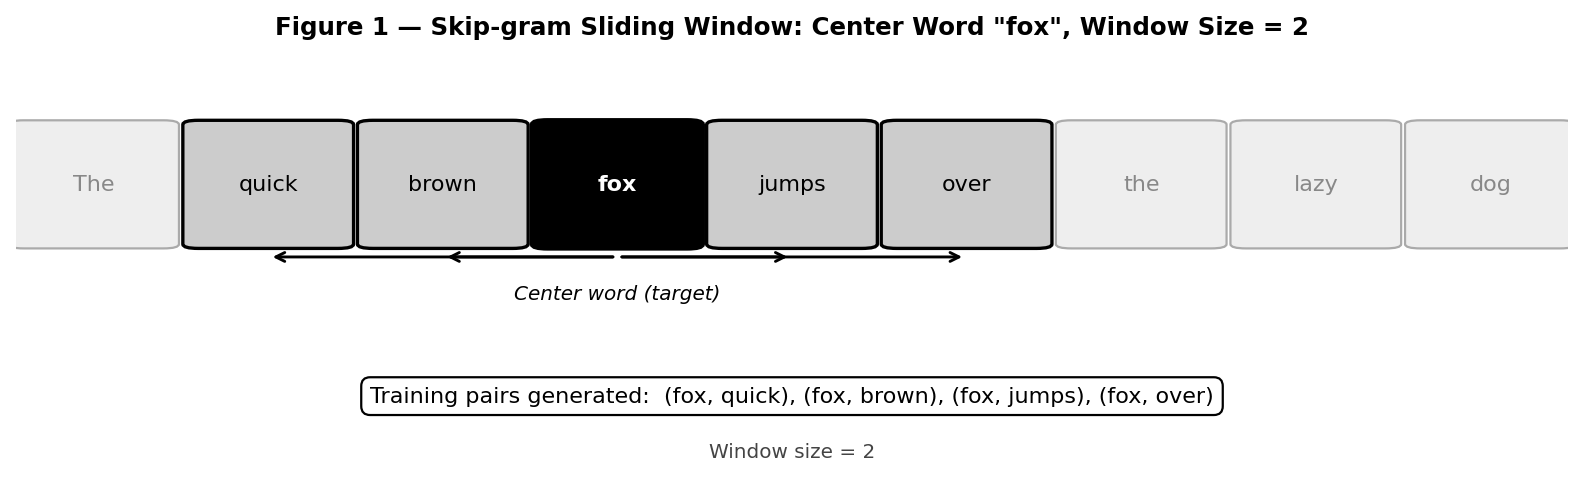 Figure 1 — Skip-gram Sliding Window: Center Word "fox", Window Size = 2
The quick brown fox jumps over the lazy dog
Center word (target)
Training pairs generated:  (fox, quick), (fox, brown), (fox, jumps), (fox, over)
Window size = 2